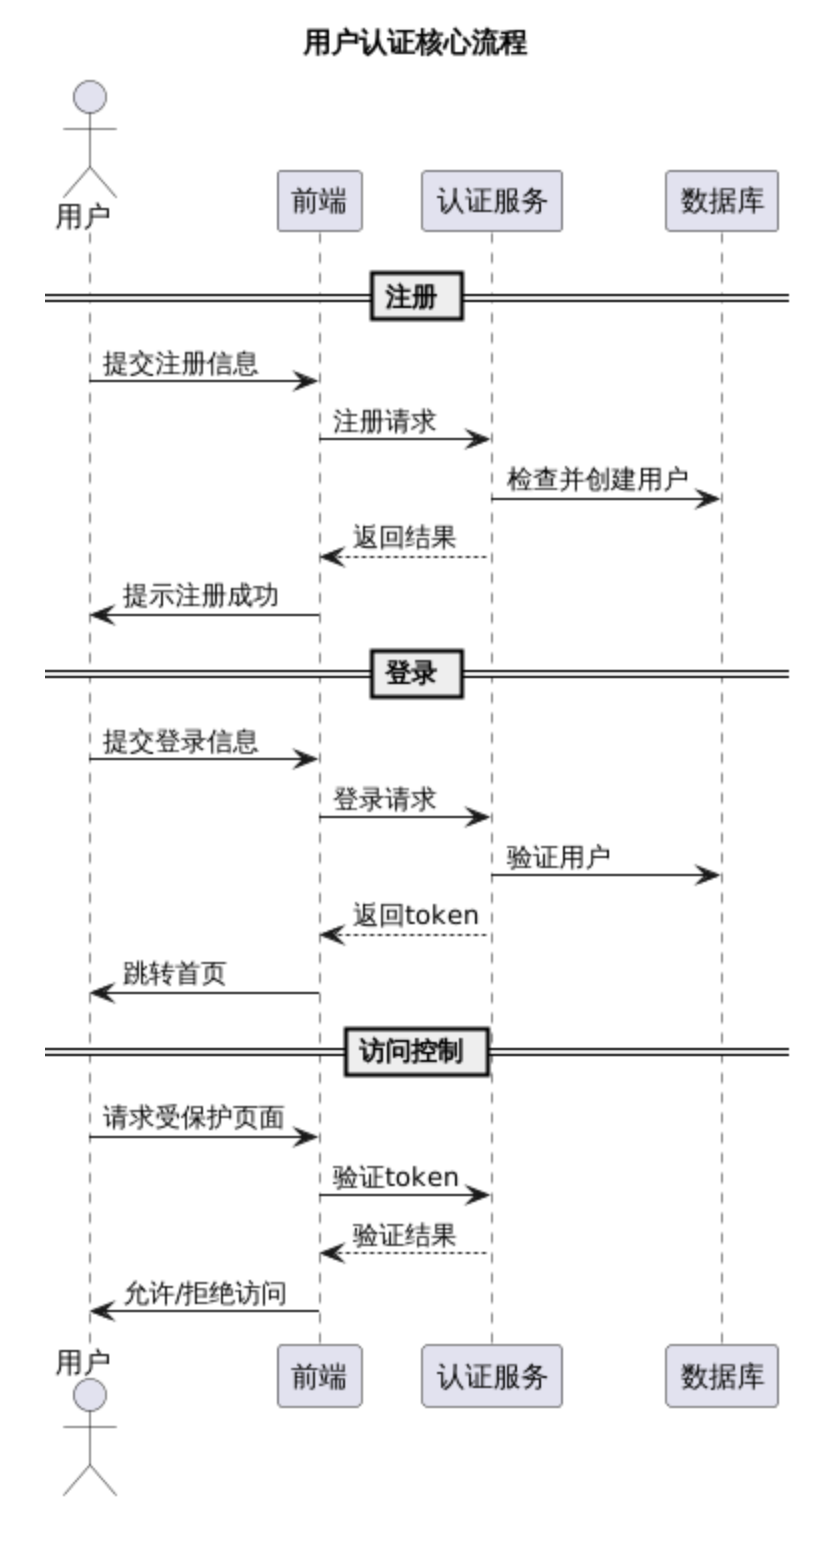 用户认证核心流程
用户
前端
认证服务
数据库
注册
提交注册信息
注册请求
检查并创建用户
返回结果
提示注册成功
登录
提交登录信息
登录请求
验证用户
返回token
跳转首页
访问控制
请求受保护页面
验证token
验证结果
允许/拒绝访问
用户
前端
认证服务
数据库